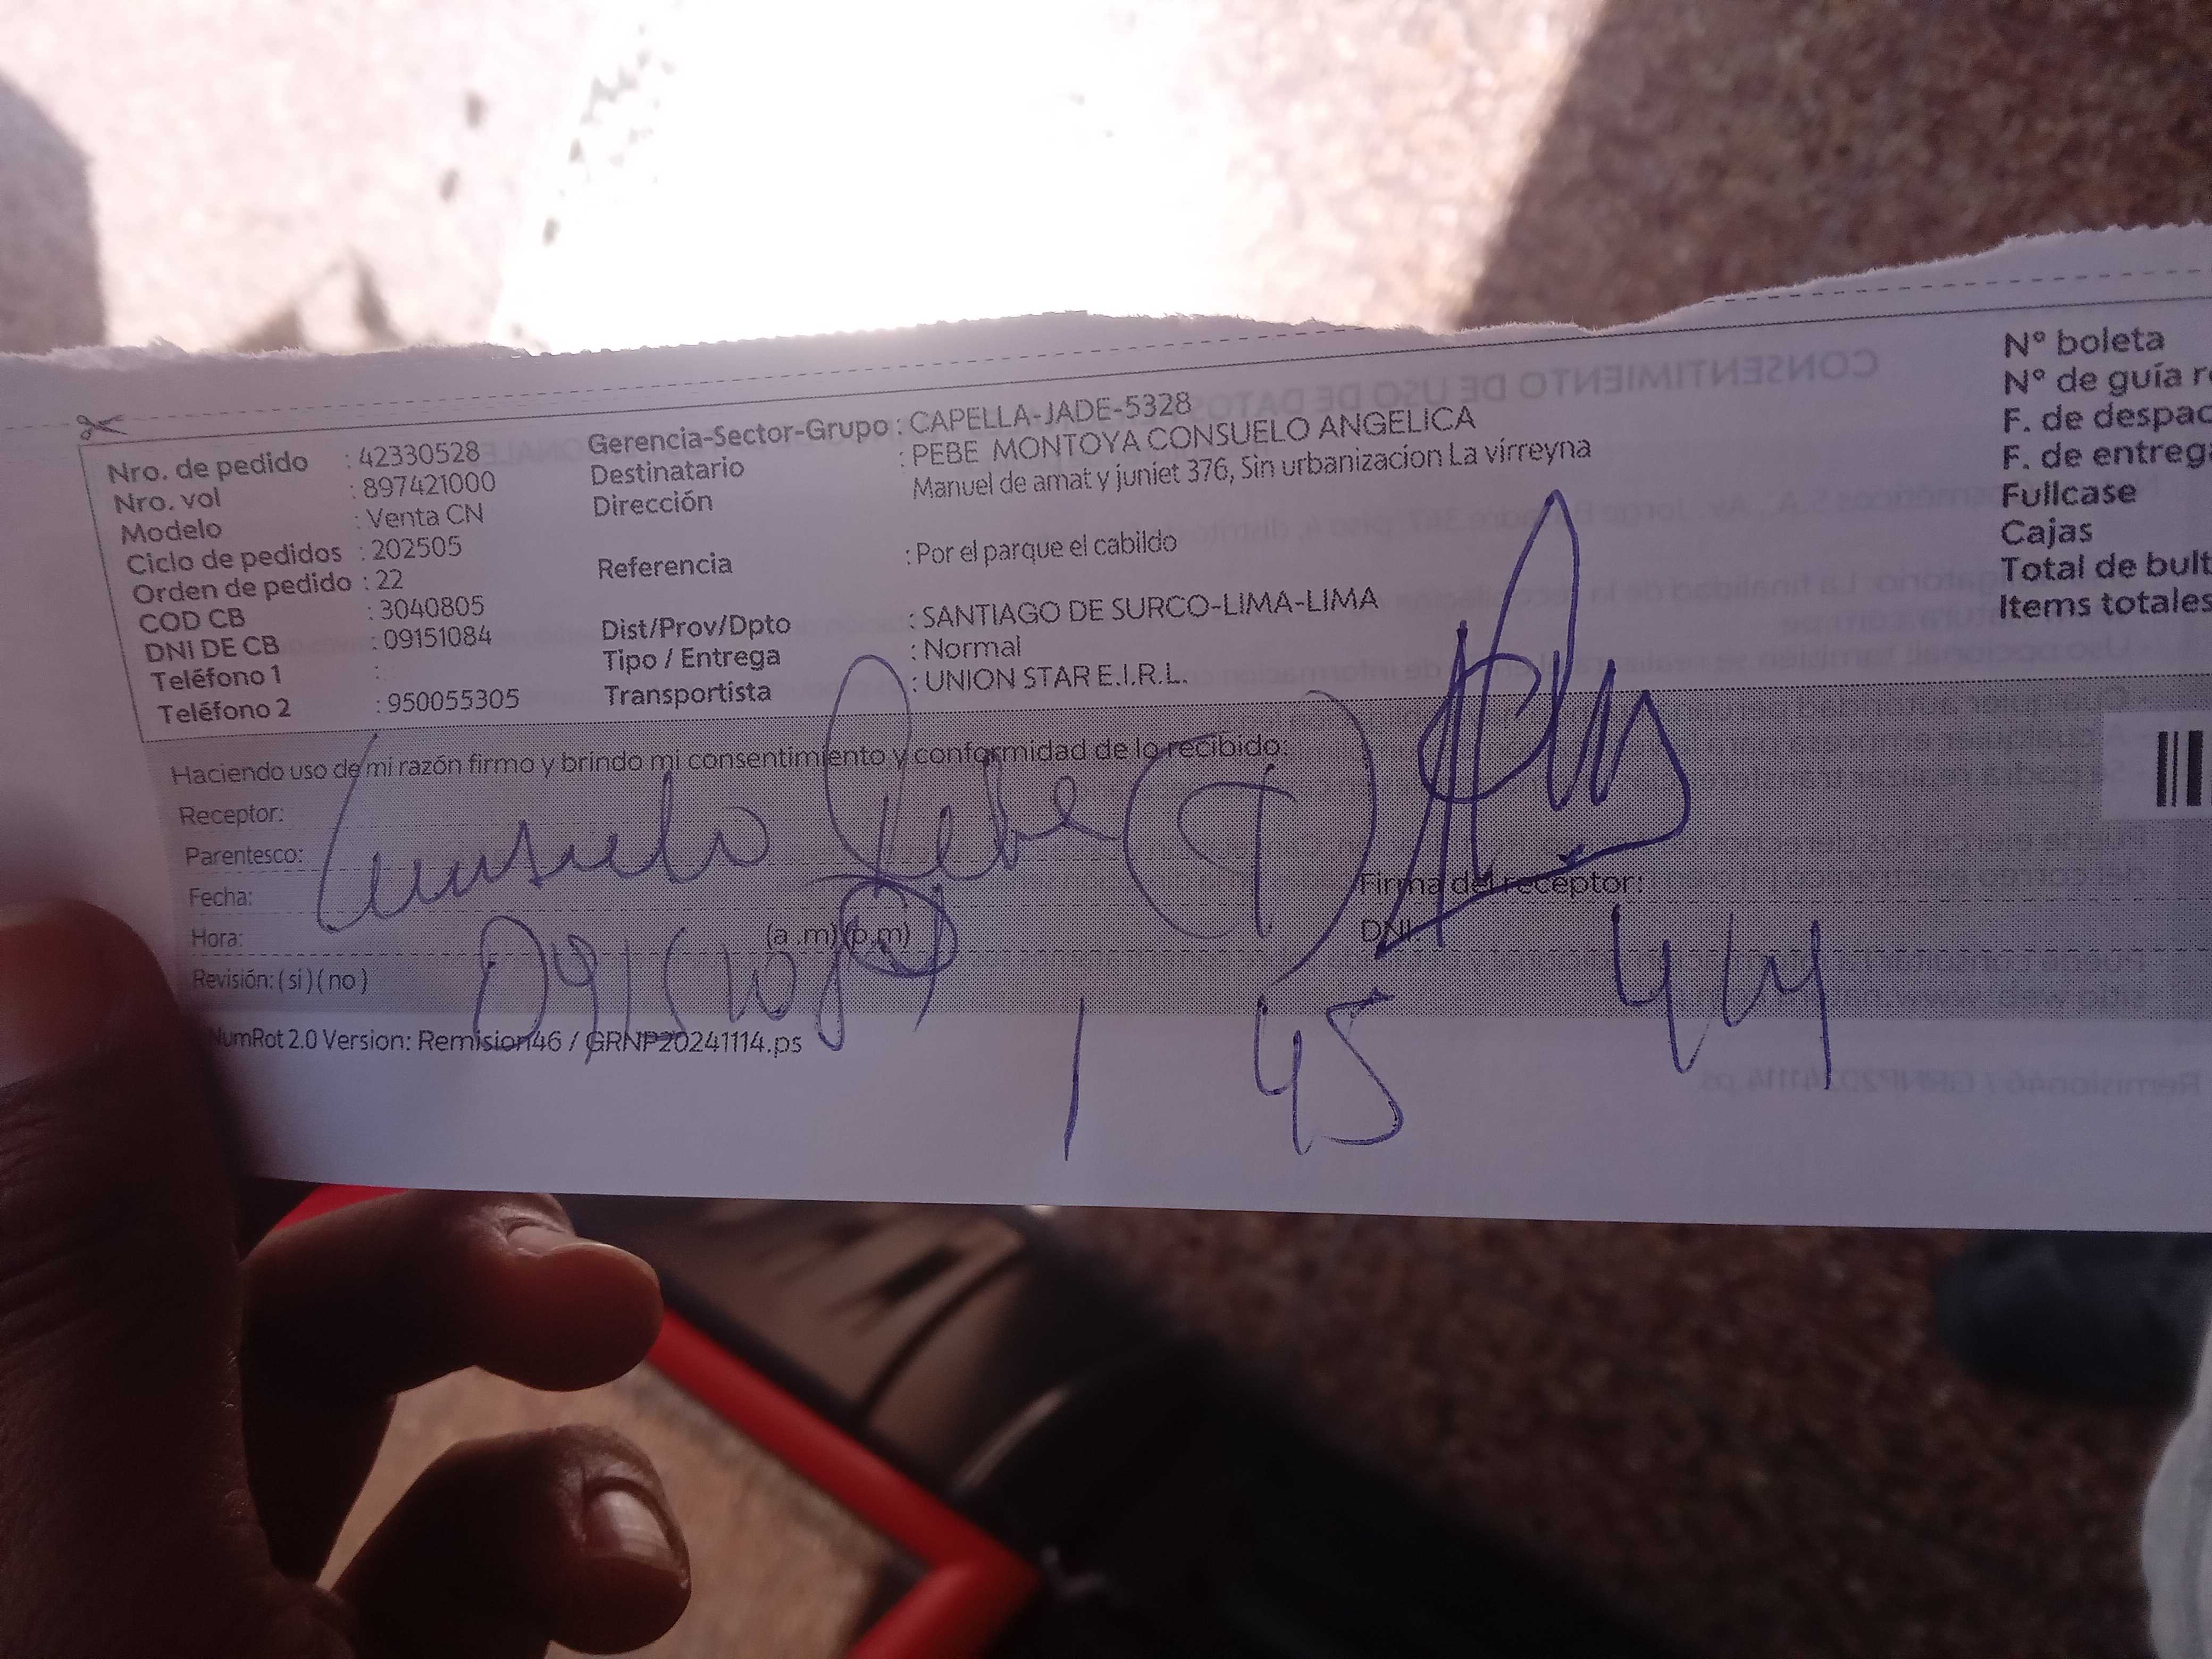 Nro. de pedido : 42330528
Nro. vol : 897421000
Modelo : Venta CN
Ciclo de pedidos : 202505
Orden de pedido : 22
COD CB : 3040805
DNI DE CB : 09151084
Teléfono 1 :
Teléfono 2 : 950055305
Gerencia-Sector-Grupo : CAPELLA-JADE-5328
Destinatario : PEBE MONTOYA CONSUELO ANGELICA
Dirección Manuel de amat y juniet 376, Sin urbanizacion La virreyna
Referencia : Por el parque el cabildo
Dist/Prov/Dpto : SANTIAGO DE SURCO-LIMA-LIMA
Tipo / Entrega : Normal
Transportista : UNION STAR E.I.R.L.
N° boleta
N° de guía r
F. de despac
F. de entreg
Fullcase
Cajas
Total de bult
Items totales
CONSENTIMIENTO DE USO DE DATOS
Haciendo uso de mi razón firmo y brindo mi consentimiento y conformidad de lo recibido:
Receptor:
Parentesco:
Consuelo Pebe (T)
Fecha:
Firma del receptor:
Hora: (a .m) (p.m)
DNI:
Revisión: ( si ) ( no )
1 45 44
NumRot 2.0 Version: Remision46 / GRNP20241114.ps